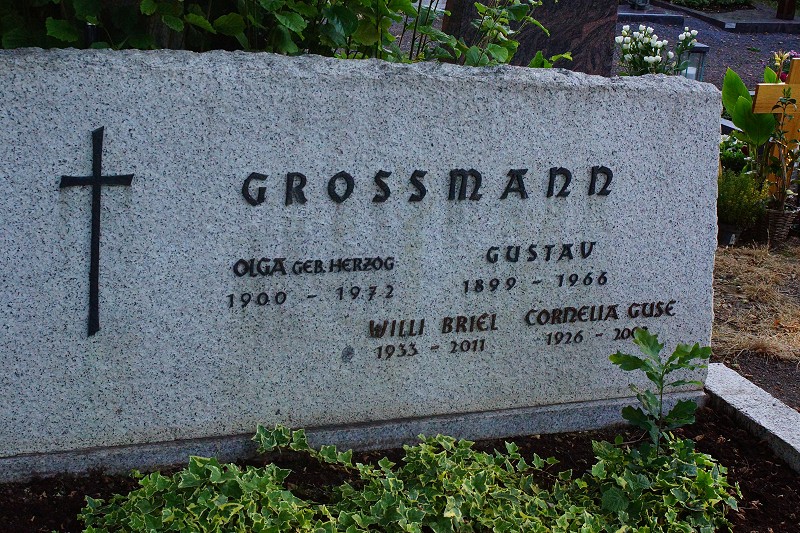 GROSSMANN
OLGA GEB. HERZOG
1900 - 1972
GUSTAV
1899 - 1966
WILLI BRIEL
1933 - 2011
CORNELIA GUSE
1926 -